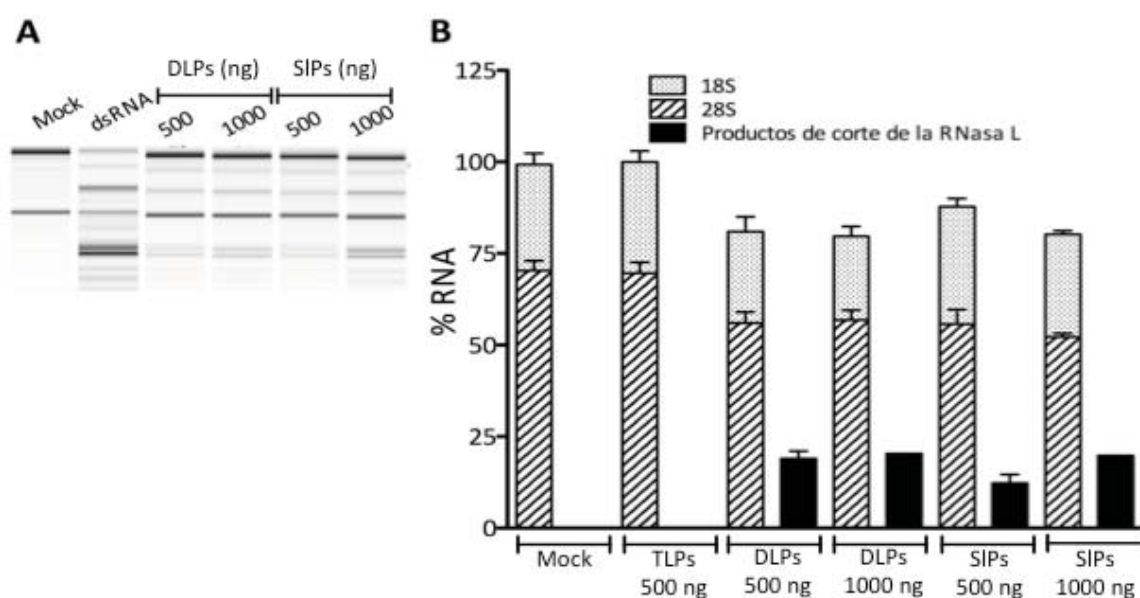 A
DLPs (ng)
SlPs (ng)
Mock
dsRNA
500
1000
500
1000
B
125
100
75
50
25
0
% RNA
18S
28S
Productos de corte de la RNasa L
Mock
TLPs
500 ng
DLPs
500 ng
DLPs
1000 ng
SlPs
500 ng
SlPs
1000 ng